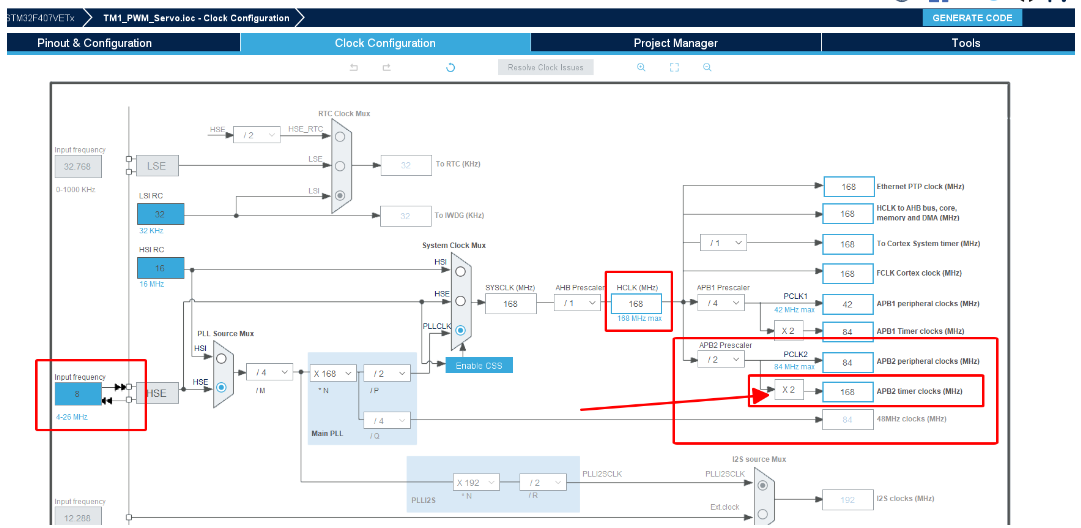 STM32F407VETx
TM1_PWM_Servo.ioc - Clock Configuration
GENERATE CODE
Pinout & Configuration
Clock Configuration
Project Manager
Tools
Resolve Clock Issues
RTC Clock Mux
HSE
/ 2
HSE_RTC
Input frequency
32.768
0-1000 KHz
LSE
LSE
32
To RTC (KHz)
LSI RC
32
32 KHz
LSI
32
To IWDG (KHz)
168
Ethernet PTP clock (MHz)
168
HCLK to AHB bus, core,
memory and DMA (MHz)
/ 1
168
To Cortex System timer (MHz)
168
FCLK Cortex clock (MHz)
HSI RC
16
16 MHz
System Clock Mux
HSI
HSE
PLLCLK
SYSCLK (MHz)
168
AHB Prescaler
/ 1
HCLK (MHz)
168
168 MHz max
APB1 Prescaler
/ 4
PCLK1
42 MHz max
42
APB1 peripheral clocks (MHz)
X 2
84
APB1 Timer clocks (MHz)
APB2 Prescaler
/ 2
PCLK2
84 MHz max
84
APB2 peripheral clocks (MHz)
X 2
168
APB2 timer clocks (MHz)
84
48MHz clocks (MHz)
PLL Source Mux
HSI
HSE
Input frequency
8
4-26 MHz
HSE
/ 4
/ M
X 168
* N
/ 2
/ P
/ 4
/ Q
Main PLL
Enable CSS
X 192
* N
/ 2
/ R
PLLI2S
PLLI2SCLK
I2S source Mux
PLLI2SCLK
Ext.clock
192
I2S clocks (MHz)
Input frequency
12.288